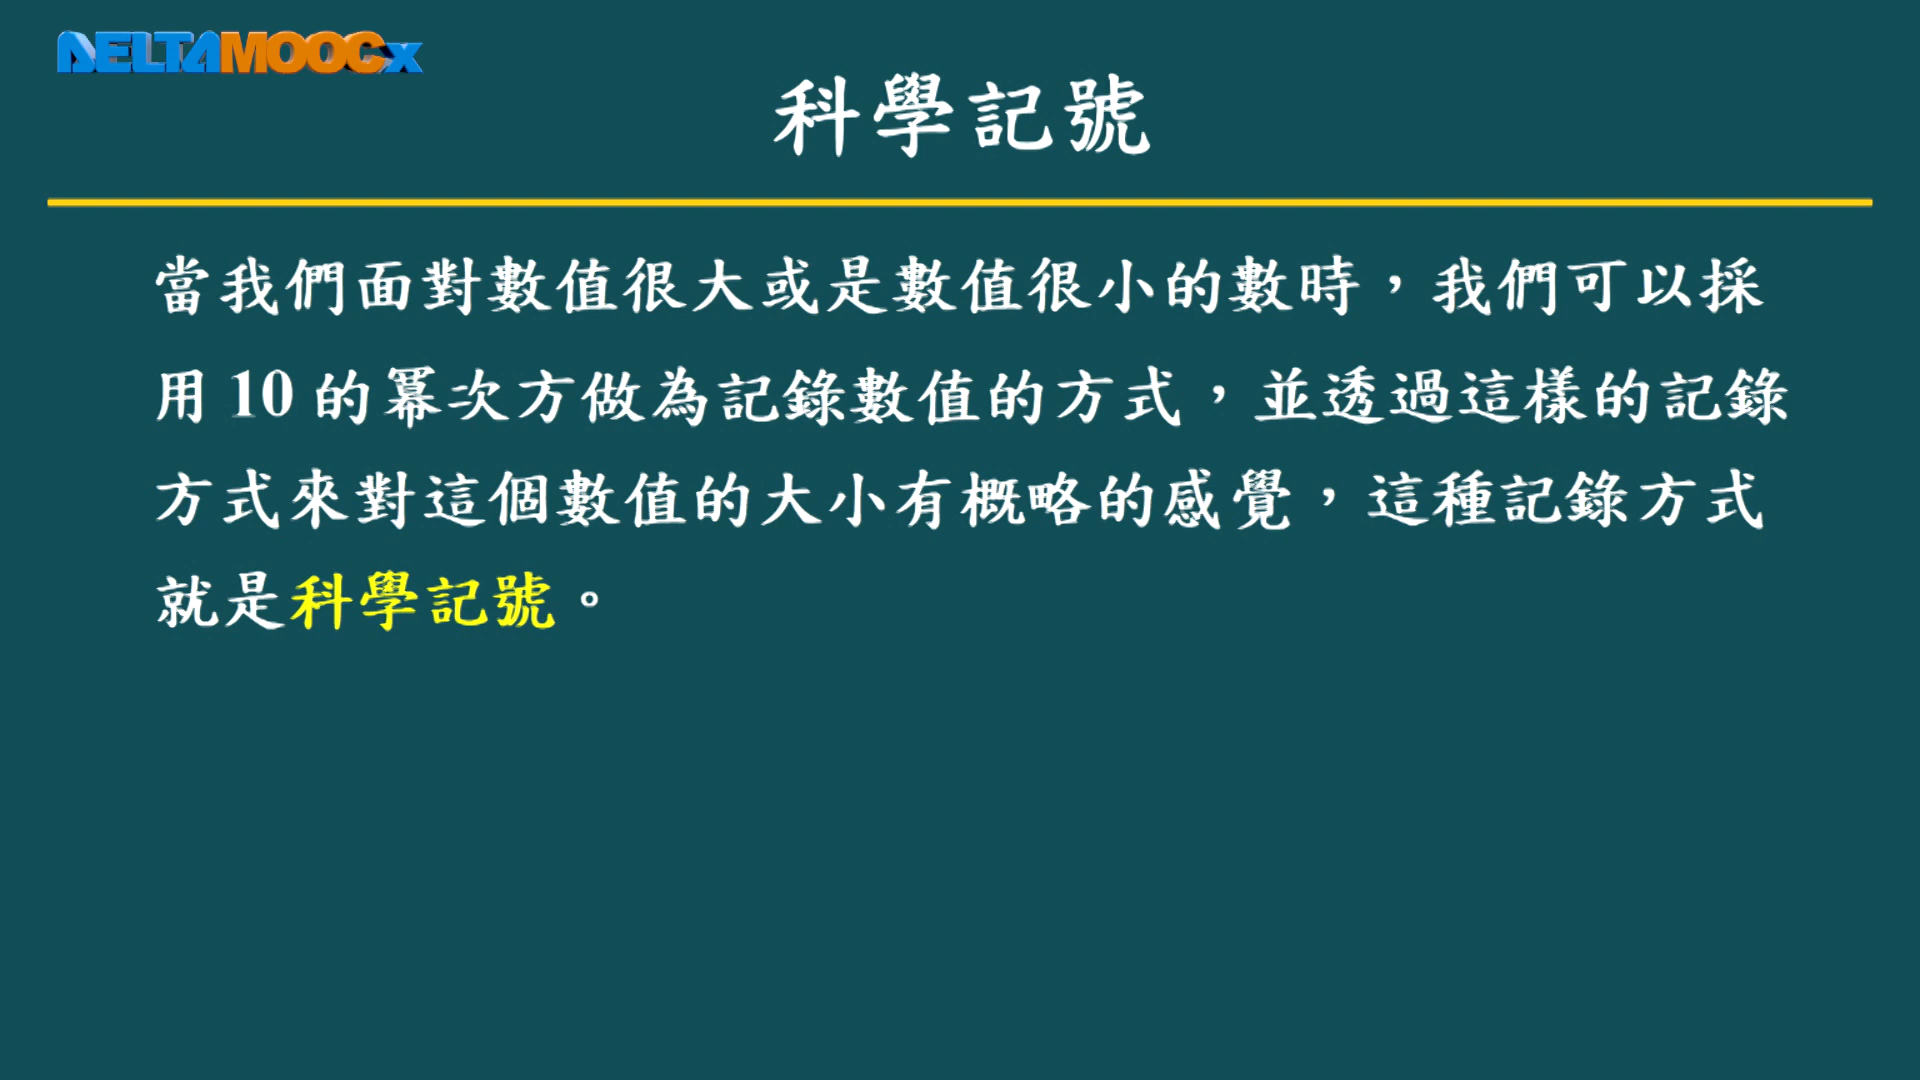 DELTAMOOCx
科學記號
當我們面對數值很大或是數值很小的數時，我們可以採
用 10 的冪次方做為記錄數值的方式，並透過這樣的記錄
方式來對這個數值的大小有概略的感覺，這種記錄方式
就是科學記號。